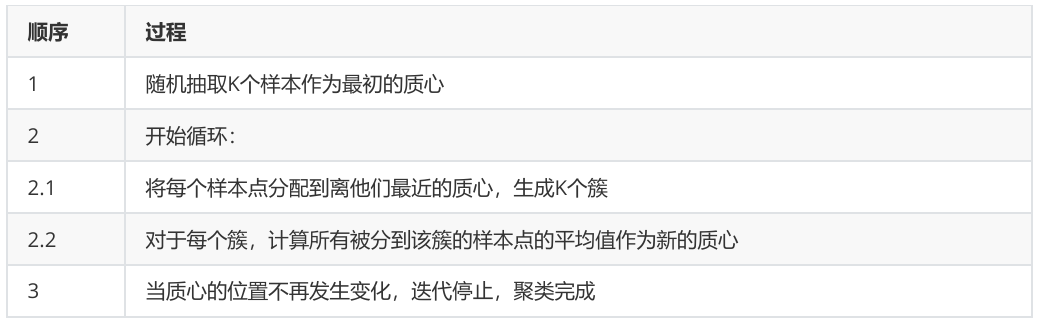 顺序 过程
1 随机抽取K个样本作为最初的质心
2 开始循环：
2.1 将每个样本点分配到离他们最近的质心，生成K个簇
2.2 对于每个簇，计算所有被分到该簇的样本点的平均值作为新的质心
3 当质心的位置不再发生变化，迭代停止，聚类完成